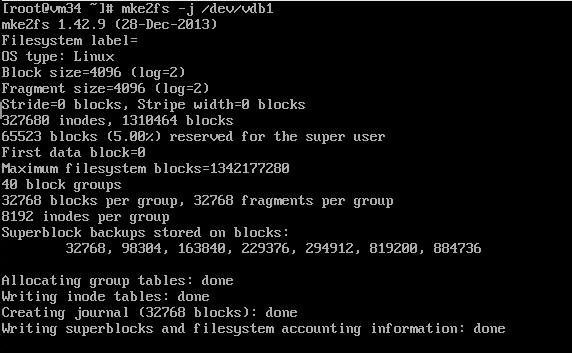 [root@vm34 ~]# mke2fs -j /dev/vdb1
mke2fs 1.42.9 (28-Dec-2013)
Filesystem label=
OS type: Linux
Block size=4096 (log=2)
Fragment size=4096 (log=2)
Stride=0 blocks, Stripe width=0 blocks
327680 inodes, 1310464 blocks
65523 blocks (5.00%) reserved for the super user
First data block=0
Maximum filesystem blocks=1342177280
40 block groups
32768 blocks per group, 32768 fragments per group
8192 inodes per group
Superblock backups stored on blocks:
32768, 98304, 163840, 229376, 294912, 819200, 884736
Allocating group tables: done
Writing inode tables: done
Creating journal (32768 blocks): done
Writing superblocks and filesystem accounting information: done